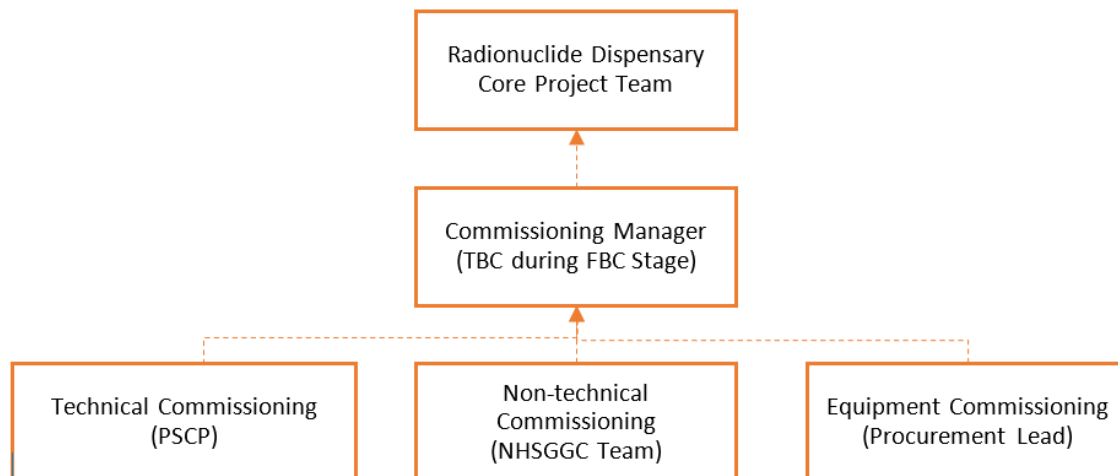 Radionuclide Dispensary
Core Project Team
Commissioning Manager
(TBC during FBC Stage)
Technical Commissioning
(PSCP)
Non-technical
Commissioning
(NHSGGC Team)
Equipment Commissioning
(Procurement Lead)